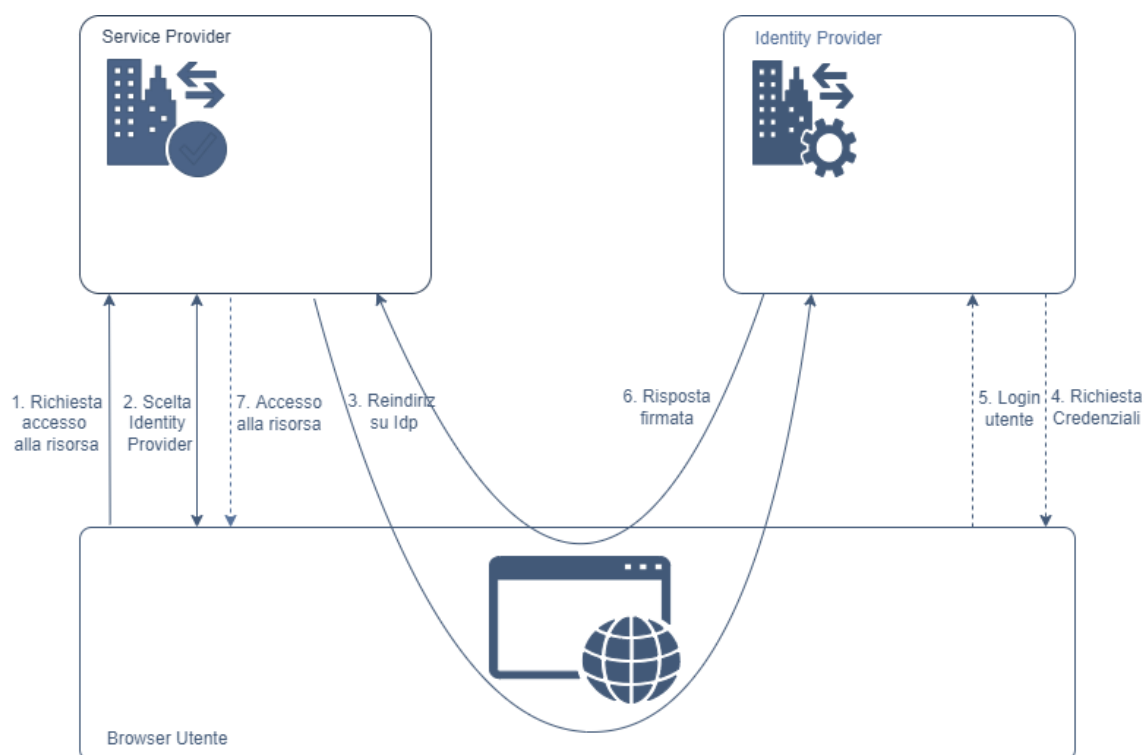 Service Provider
Identity Provider
1. Richiesta
accesso
alla risorsa
2. Scelta
Identity
Provider
7. Accesso
alla risorsa
3. Reindiriz
su Idp
6. Risposta
firmata
5. Login
utente
4. Richiesta
Credenziali
Browser Utente